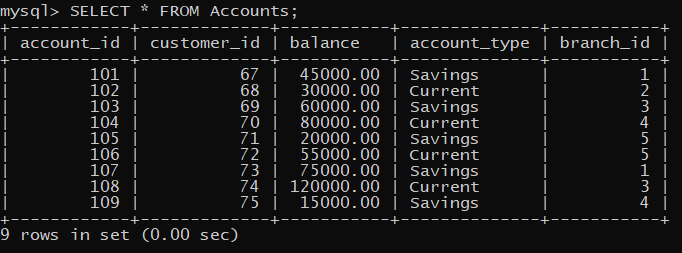 mysql> SELECT * FROM Accounts;
+------------+-------------+-----------+--------------+-----------+
| account_id | customer_id | balance   | account_type | branch_id |
+------------+-------------+-----------+--------------+-----------+
|        101 |          67 |  45000.00 | Savings      |         1 |
|        102 |          68 |  30000.00 | Current      |         2 |
|        103 |          69 |  60000.00 | Savings      |         3 |
|        104 |          70 |  80000.00 | Current      |         4 |
|        105 |          71 |  20000.00 | Savings      |         5 |
|        106 |          72 |  55000.00 | Current      |         5 |
|        107 |          73 |  75000.00 | Savings      |         1 |
|        108 |          74 | 120000.00 | Current      |         3 |
|        109 |          75 |  15000.00 | Savings      |         4 |
+------------+-------------+-----------+--------------+-----------+
9 rows in set (0.00 sec)